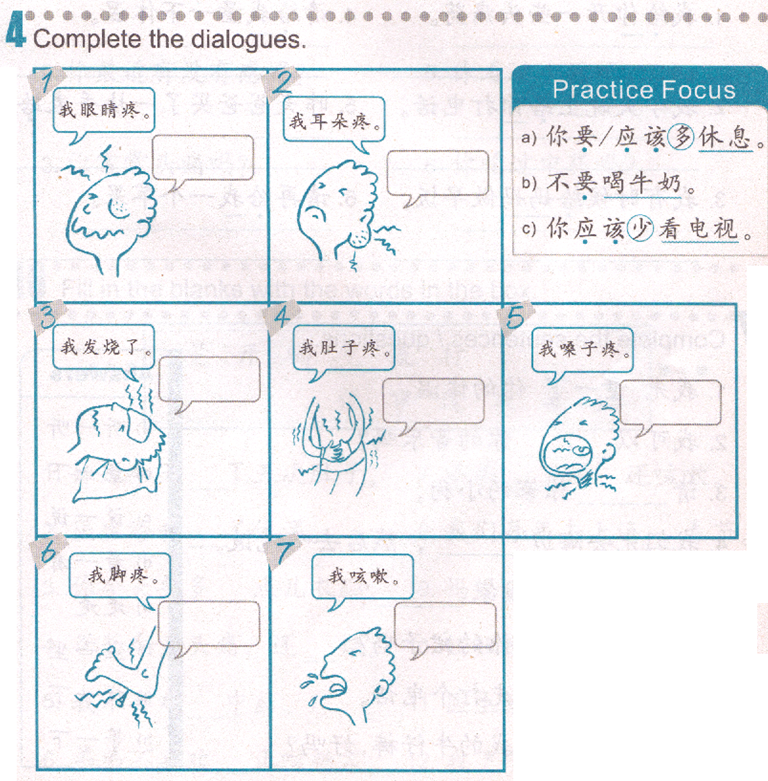 4 Complete the dialogues.
1
我眼睛疼。
2
我耳朵疼。
Practice Focus
a) 你要/应该多休息。
b) 不要喝牛奶。
c) 你应该少看电视。
3
我发烧了。
4
我肚子疼。
5
我嗓子疼。
6
我脚疼。
7
我咳嗽。